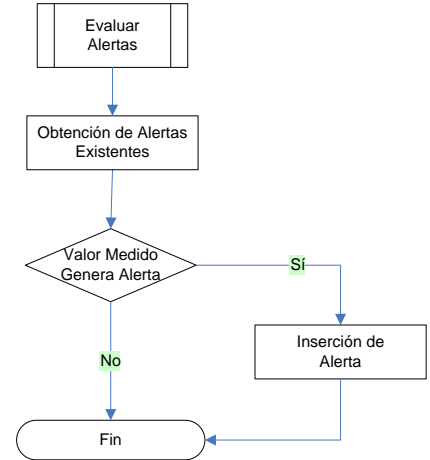 Evaluar
Alertas
Obtención de Alertas
Existentes
Valor Medido
Genera Alerta
Sí
Inserción de
Alerta
No
Fin